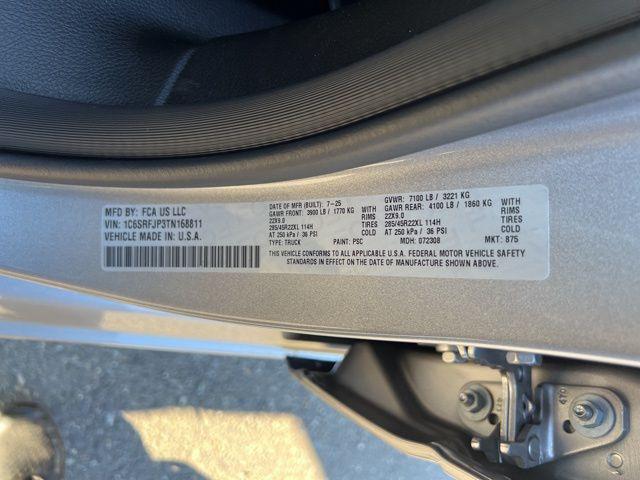 MFD BY: FCA US LLC
VIN: 1C6SRFJP3TN168811
VEHICLE MADE IN: U.S.A.
DATE OF MFR (BUILT): 7-25
GAWR FRONT: 3900 LB / 1770 KG
22X9.0 RIMS
285/45R22XL 114H TIRES
AT 250 kPa / 36 PSI COLD
TYPE: TRUCK PAINT: PSC
GVWR: 7100 LB / 3221 KG
GAWR REAR: 4100 LB / 1860 KG
WITH
22X9.0 RIMS
285/45R22XL 114H TIRES
AT 250 kPa / 36 PSI COLD
MDH: 072308 MKT: 875
THIS VEHICLE CONFORMS TO ALL APPLICABLE U.S.A. FEDERAL MOTOR VEHICLE SAFETY
STANDARDS IN EFFECT ON THE DATE OF MANUFACTURE SHOWN ABOVE.